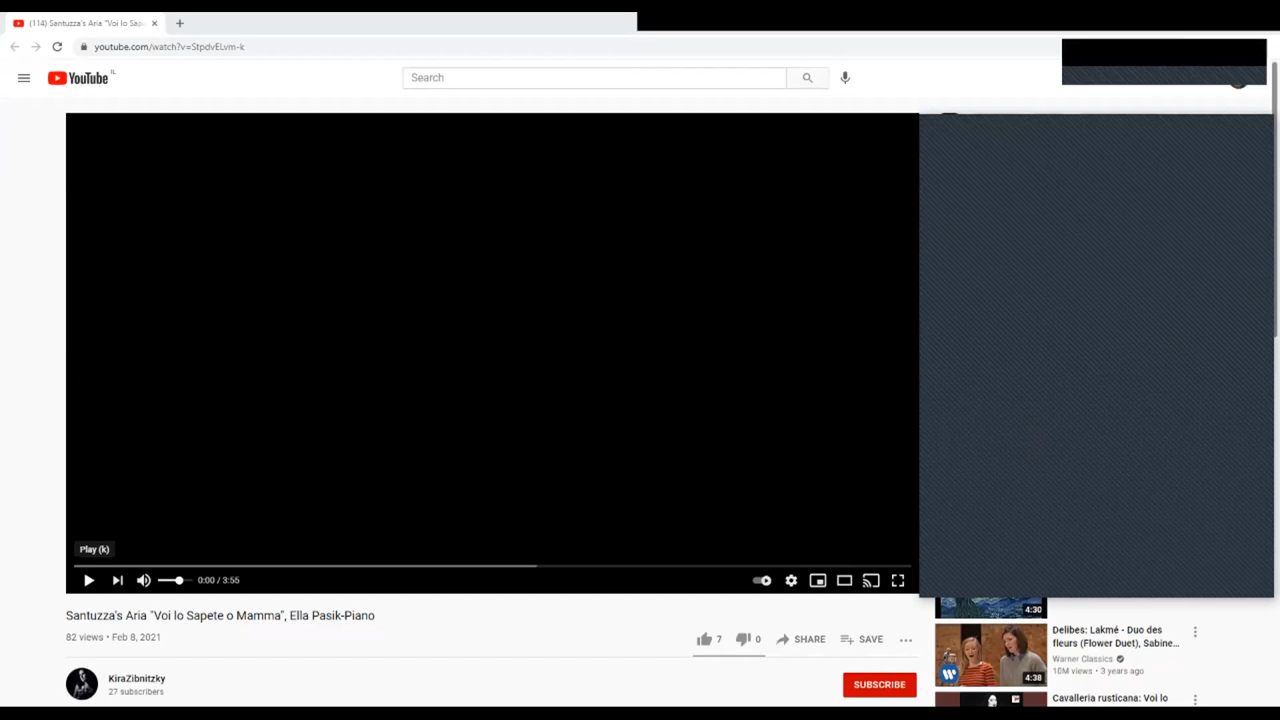 (114) Santuzza's Aria "Voi lo Sap
youtube.com/watch?v=StpdvELvm-k
YouTube IL
Search
Play (k)
0:00 / 3:55
Santuzza's Aria "Voi lo Sapete o Mamma", Ella Pasik-Piano
82 views • Feb 8, 2021
7
0
SHARE
SAVE
KiraZibnitzky
27 subscribers
SUBSCRIBE
4:30
Delibes: Lakmé - Duo des
fleurs (Flower Duet), Sabine...
Warner Classics
10M views • 3 years ago
4:38
Cavalleria rusticana: Voi lo